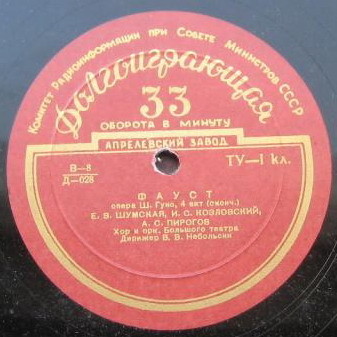 Комитет Радиоинформации при Совете Министров СССР
Долгоиграющая
33
ОБОРОТА В МИНУТУ
АПРЕЛЕВСКИЙ ЗАВОД
В—8
Д—028
ТУ—1 кл.
ФАУСТ
опера Ш. Гуно, 4 акт (оконч.)
Е. В. ШУМСКАЯ, И. С. КОЗЛОВСКИЙ,
А. С. ПИРОГОВ
Хор и орк. Большого театра
Дирижер В. В. Небольсин